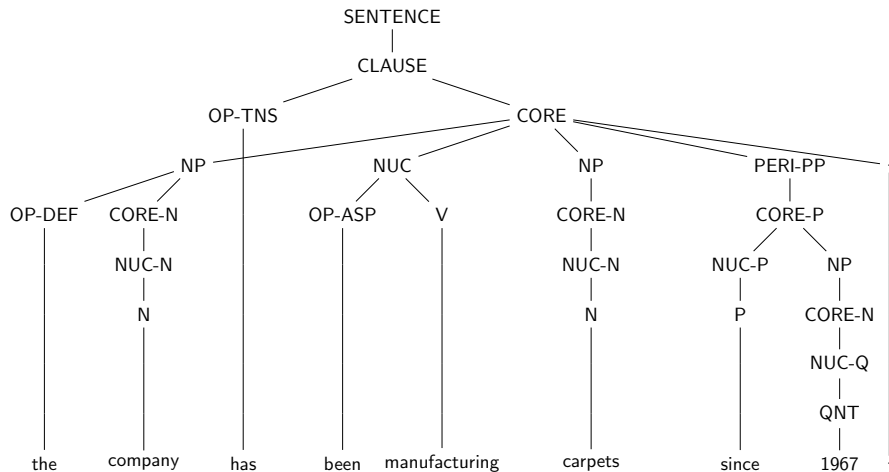 SENTENCE
CLAUSE
OP-TNS CORE
NP NUC NP PERI-PP
OP-DEF CORE-N OP-ASP V CORE-N CORE-P
NUC-N NUC-N NUC-P NP
N N P CORE-N
NUC-Q
QNT
the company has been manufacturing carpets since 1967